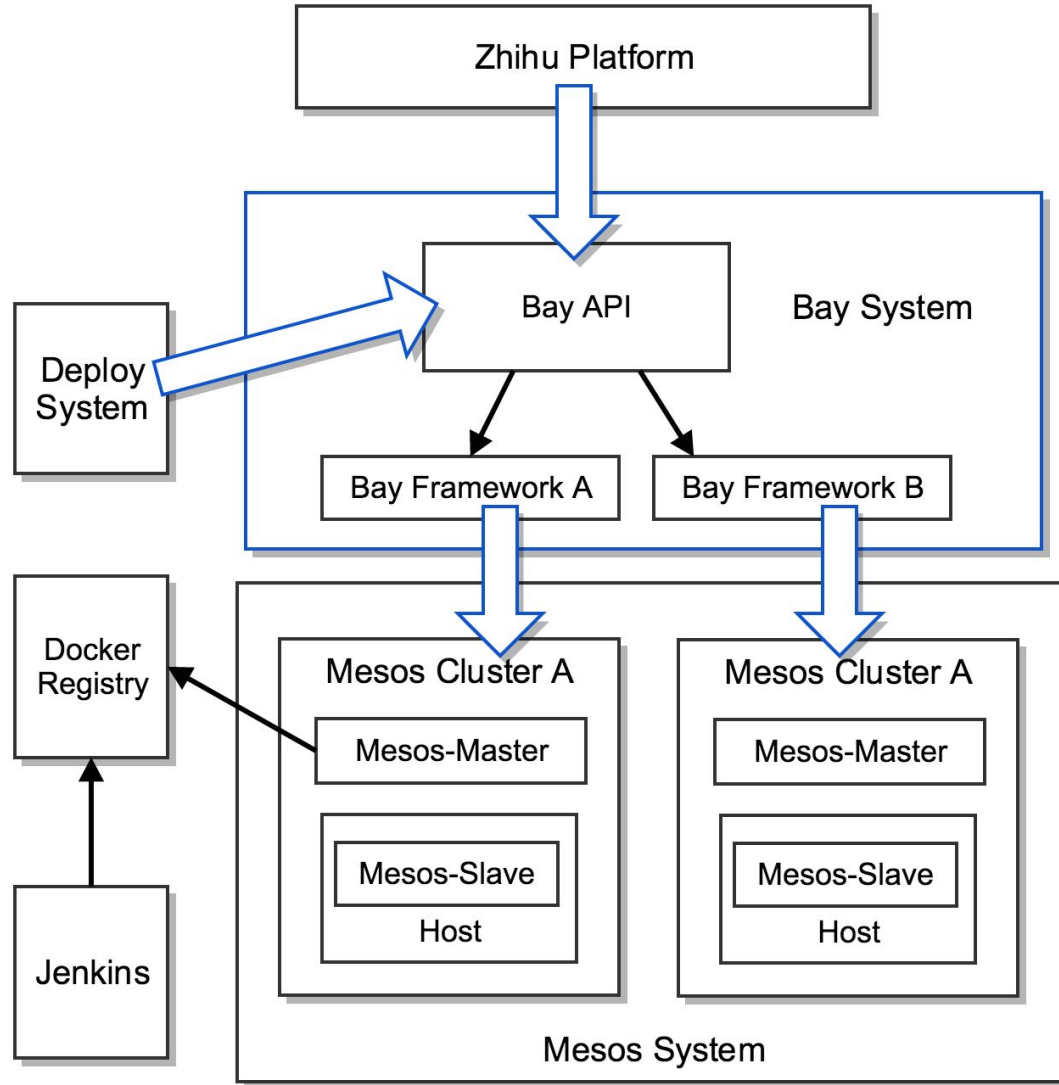 Zhihu Platform
Bay API
Bay System
Deploy
System
Bay Framework A
Bay Framework B
Docker
Registry
Mesos Cluster A
Mesos-Master
Mesos-Slave
Host
Mesos Cluster A
Mesos-Master
Mesos-Slave
Host
Jenkins
Mesos System